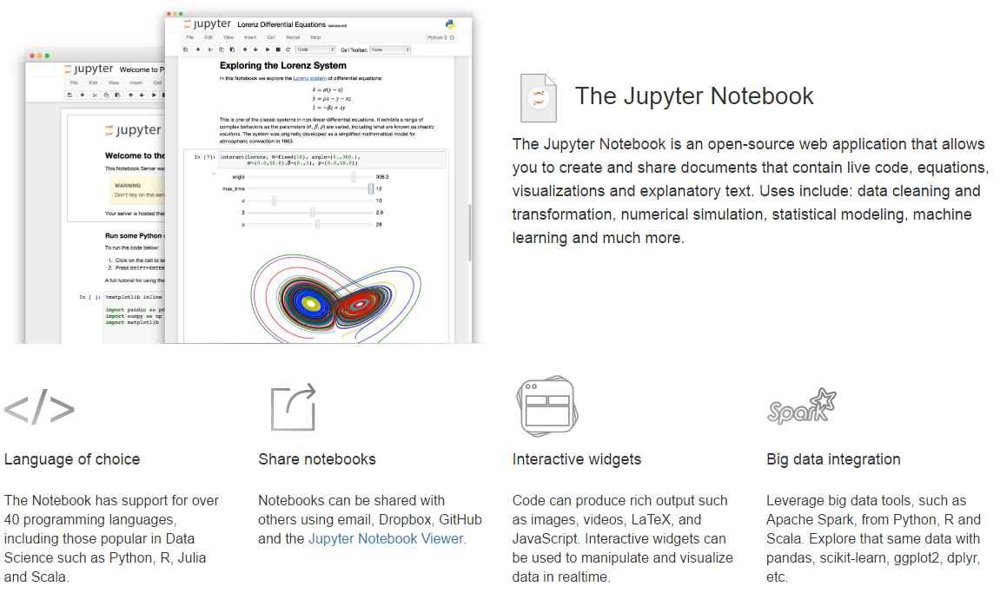 jupyter Welcome to P
File Edit View Insert Cel
jupyter
Welcome to the
This Notebook Server wa
WARNING
Don't rely on this serv
Your server is hosted than
Run some Python
To run the code below:
1. Click on the cell to se
2. Press SHIFT+ENTER
A full tutorial for using the
In [ ]: %matplotlib inline
import pandas as pd
import numpy as np
import matplotlib
jupyter Lorenz Differential Equations (autosaved)
File Edit View Insert Cell Kernel Help Python 3
Code Cell Toolbar: None
Exploring the Lorenz System
In this Notebook we explore the Lorenz system of differential equations:
ẋ = σ(y − x)
ẏ = ρx − y − xz
ż = −βz + xy
This is one of the classic systems in non-linear differential equations. It exhibits a range of
complex behaviors as the parameters (σ, β, ρ) are varied, including what are known as chaotic
solutions. The system was originally developed as a simplified mathematical model for
atmospheric convection in 1963.
In [7]: interact(Lorenz, N=fixed(10), angle=(0.,360.),
σ=(0.0,50.0),β=(0.,5), ρ=(0.0,50.0))
angle 308.2
max_time 12
σ 10
β 2.6
ρ 28
The Jupyter Notebook
The Jupyter Notebook is an open-source web application that allows
you to create and share documents that contain live code, equations,
visualizations and explanatory text. Uses include: data cleaning and
transformation, numerical simulation, statistical modeling, machine
learning and much more.
</>
Language of choice
The Notebook has support for over
40 programming languages,
including those popular in Data
Science such as Python, R, Julia
and Scala.
Share notebooks
Notebooks can be shared with
others using email, Dropbox, GitHub
and the Jupyter Notebook Viewer.
Interactive widgets
Code can produce rich output such
as images, videos, LaTeX, and
JavaScript. Interactive widgets can
be used to manipulate and visualize
data in realtime.
Spark
Big data integration
Leverage big data tools, such as
Apache Spark, from Python, R and
Scala. Explore that same data with
pandas, scikit-learn, ggplot2, dplyr,
etc.